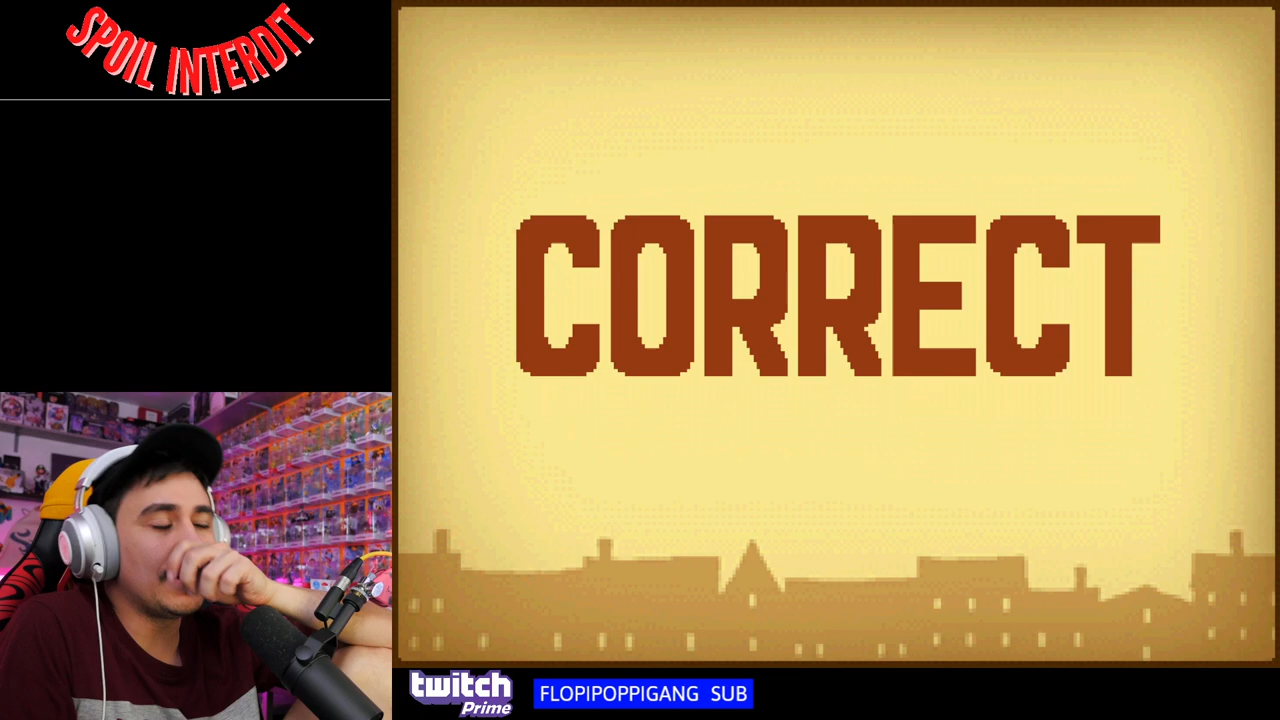 SPOIL INTERDIT
CORRECT
twitch
Prime
FLOPIPOPPIGANG SUB